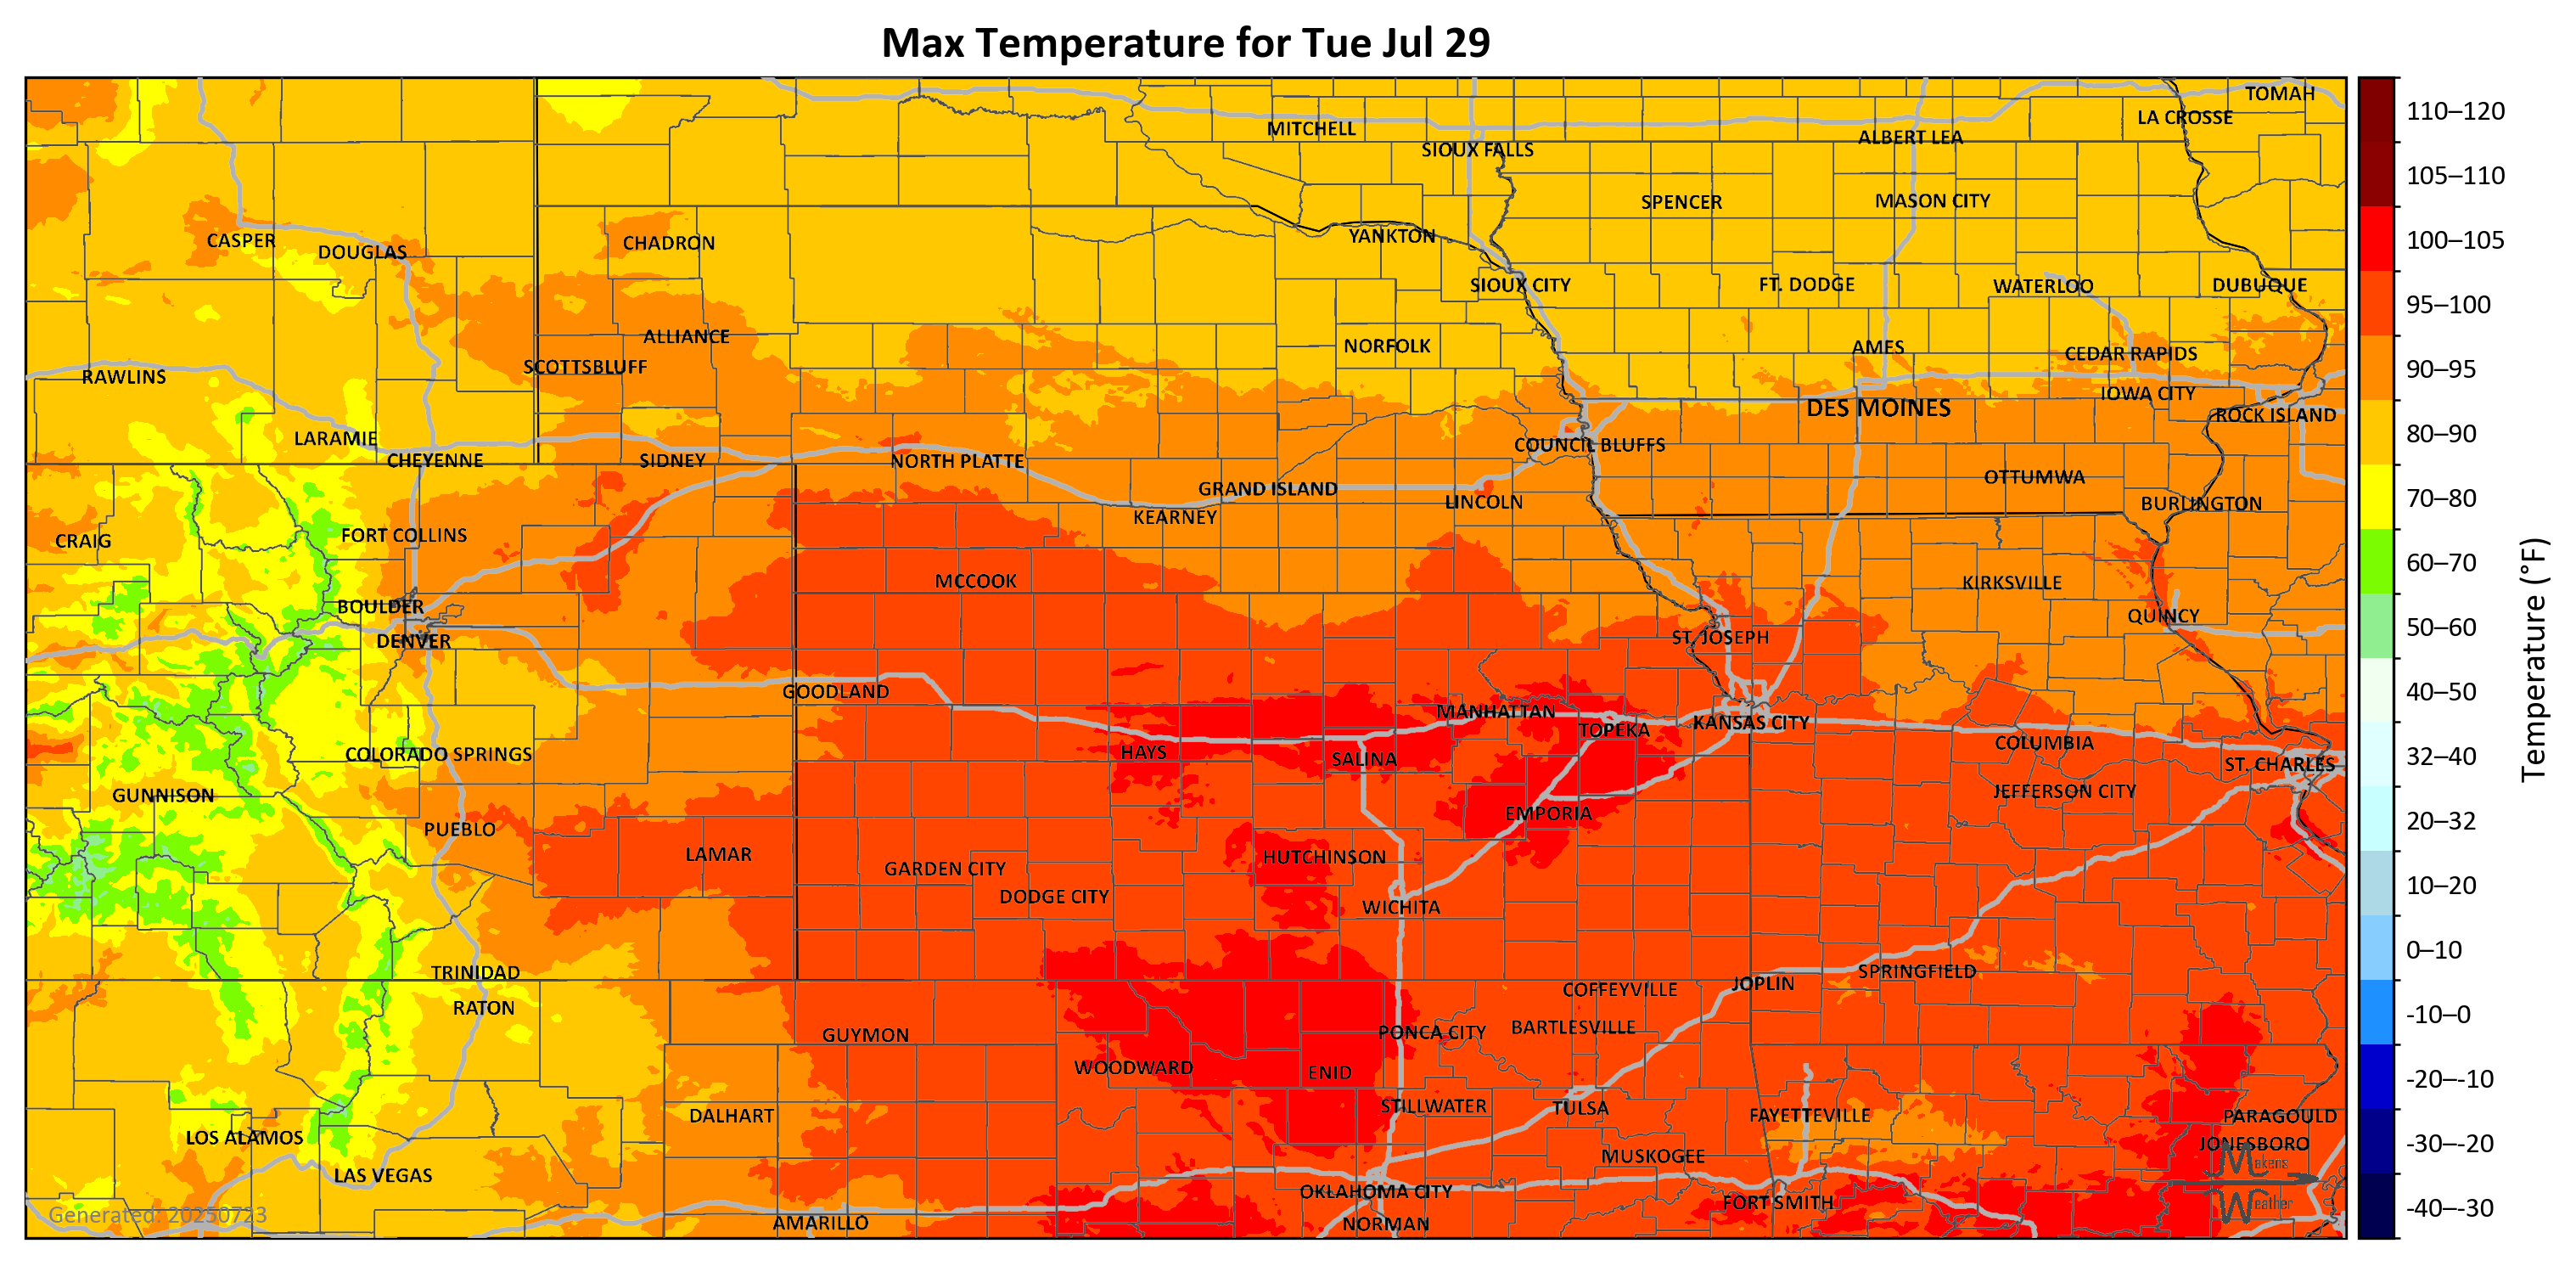 Max Temperature for Tue Jul 29
TOMAH
LA CROSSE
MITCHELL
ALBERT LEA
SIOUX FALLS
SPENCER
MASON CITY
YANKTON
CASPER
CHADRON
DOUGLAS
SIOUX CITY
FT. DODGE
WATERLOO
DUBUQUE
ALLIANCE
NORFOLK
AMES
CEDAR RAPIDS
SCOTTSBLUFF
RAWLINS
IOWA CITY
DES MOINES
ROCK ISLAND
LARAMIE
COUNCIL BLUFFS
CHEYENNE
SIDNEY
NORTH PLATTE
OTTUMWA
GRAND ISLAND
LINCOLN
BURLINGTON
KEARNEY
FORT COLLINS
CRAIG
MCCOOK
KIRKSVILLE
BOULDER
QUINCY
DENVER
ST. JOSEPH
GOODLAND
MANHATTAN
KANSAS CITY
TOPEKA
COLUMBIA
COLORADO SPRINGS
HAYS
SALINA
ST. CHARLES
GUNNISON
JEFFERSON CITY
EMPORIA
PUEBLO
LAMAR
HUTCHINSON
GARDEN CITY
DODGE CITY
WICHITA
TRINIDAD
SPRINGFIELD
JOPLIN
COFFEYVILLE
RATON
BARTLESVILLE
GUYMON
PONCA CITY
WOODWARD
ENID
STILLWATER
TULSA
DALHART
FAYETTEVILLE
PARAGOULD
LOS ALAMOS
JONESBORO
MUSKOGEE
LAS VEGAS
OKLAHOMA CITY
FORT SMITH
AMARILLO
NORMAN
Makens
Weather
Generated: 20250723
110–120
105–110
100–105
95–100
90–95
80–90
70–80
60–70
50–60
40–50
32–40
20–32
10–20
0–10
-10–0
-20–-10
-30–-20
-40–-30
Temperature (°F)